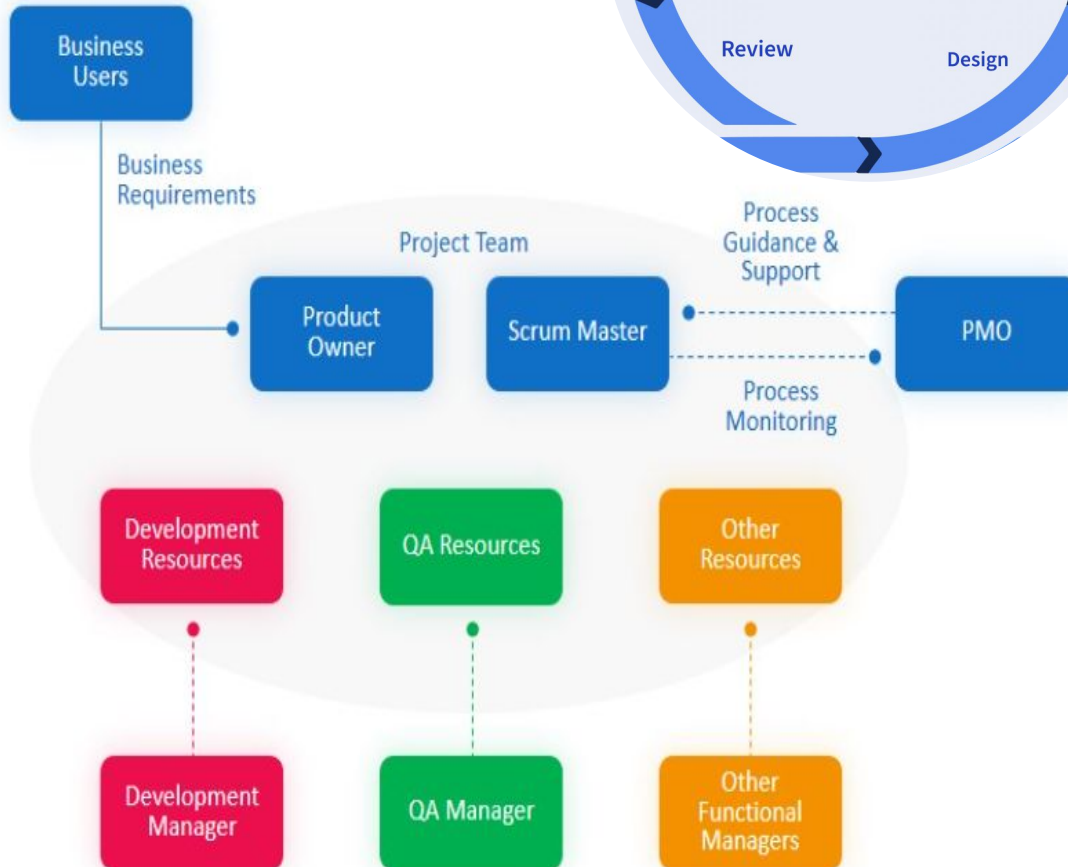 Business
Users
Review
Design
Business
Requirements
Project Team
Process
Guidance &
Support
Product
Owner
Scrum Master
PMO
Process
Monitoring
Development
Resources
QA Resources
Other
Resources
Development
Manager
QA Manager
Other
Functional
Managers